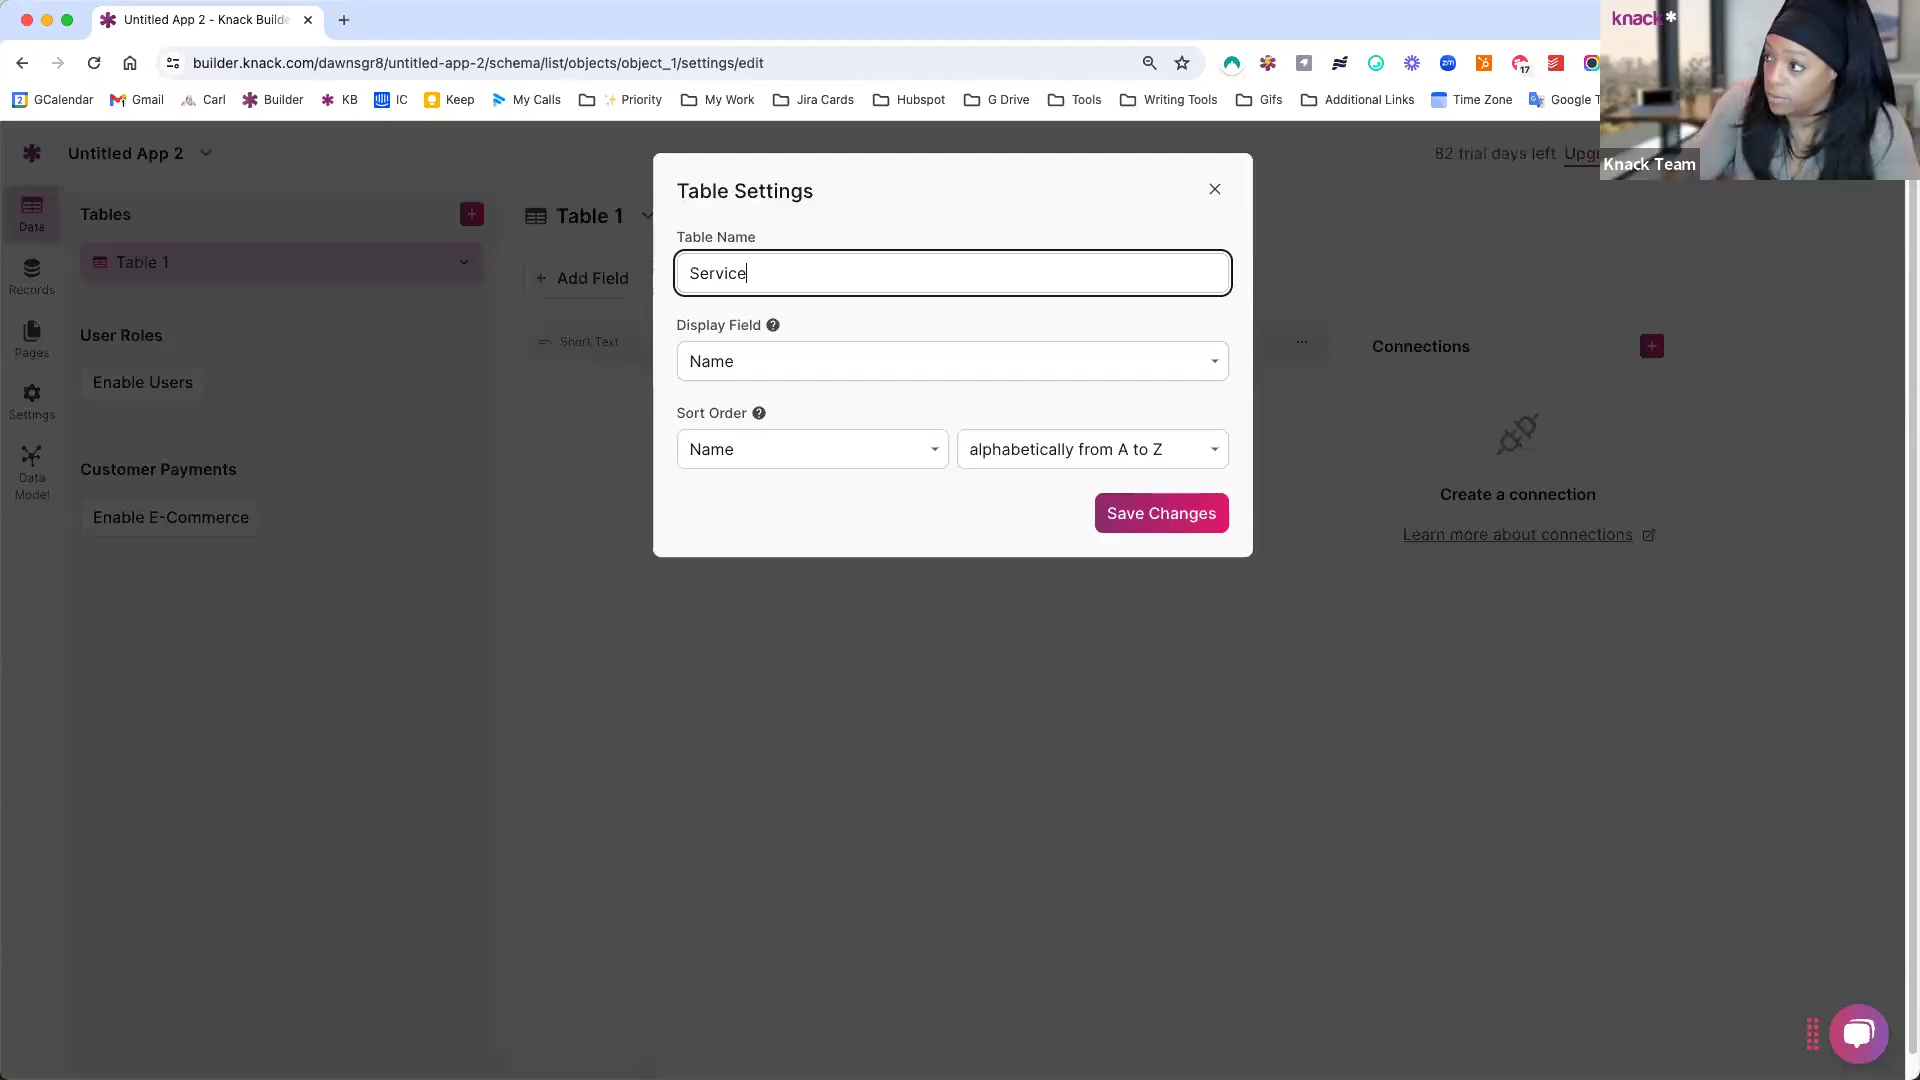 Untitled App 2 - Knack Builde
knack*
builder.knack.com/dawnsgr8/untitled-app-2/schema/list/objects/object_1/settings/edit
17
GCalendar
Gmail
Carl
Builder
KB
IC
Keep
My Calls
Priority
My Work
Jira Cards
Hubspot
G Drive
Tools
Writing Tools
Gifs
Additional Links
Time Zone
Google T
Knack Team
Untitled App 2
82 trial days left
Upg
Data
Records
Pages
Settings
Data
Model
Tables
Table 1
User Roles
Enable Users
Customer Payments
Enable E-Commerce
Table 1
+ Add Field
Short Text
Table Settings
Table Name
Service
Display Field
Name
Sort Order
Name
alphabetically from A to Z
Save Changes
Connections
Create a connection
Learn more about connections